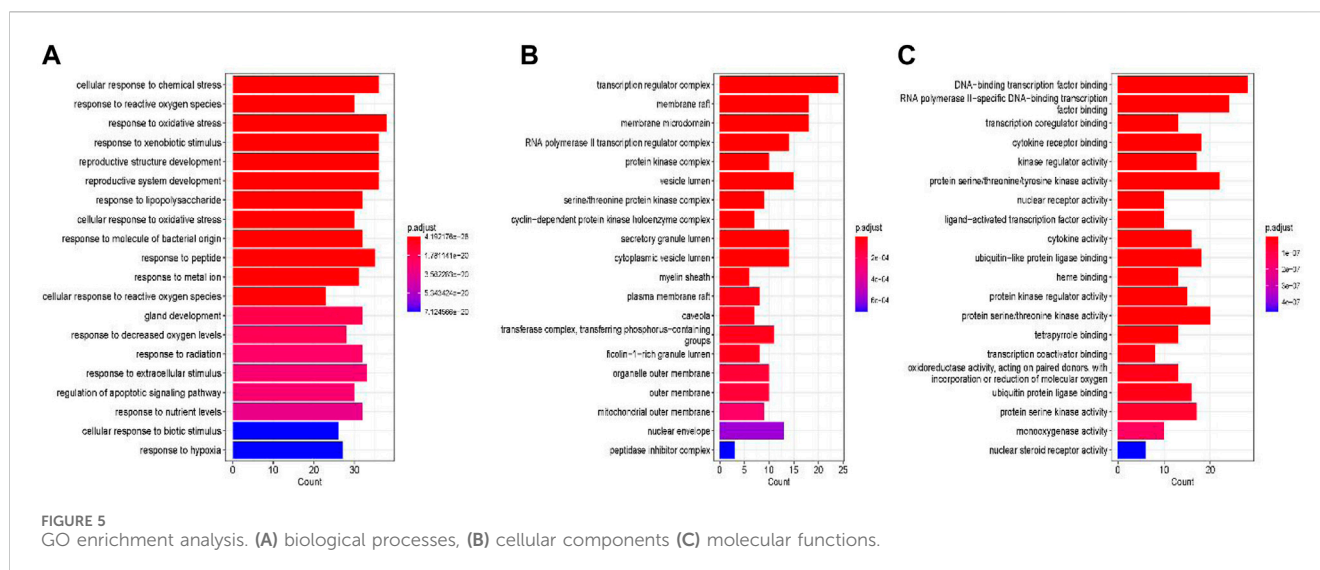 A
cellular response to chemical stress
response to reactive oxygen species
response to oxidative stress
response to xenobiotic stimulus
reproductive structure development
reproductive system development
response to lipopolysaccharide
cellular response to oxidative stress
response to molecule of bacterial origin
response to peptide
response to metal ion
cellular response to reactive oxygen species
gland development
response to decreased oxygen levels
response to radiation
response to extracellular stimulus
regulation of apoptotic signaling pathway
response to nutrient levels
cellular response to biotic stimulus
response to hypoxia
0 10 20 30
Count
p.adjust
B
transcription regulator complex
membrane raft
membrane microdomain
RNA polymerase II transcription regulator complex
protein kinase complex
vesicle lumen
serine/threonine protein kinase complex
cyclin-dependent protein kinase holoenzyme complex
secretory granule lumen
cytoplasmic vesicle lumen
myelin sheath
plasma membrane raft
caveola
transferase complex, transferring phosphorus-containing
groups
ficolin-1-rich granule lumen
organelle outer membrane
outer membrane
mitochondrial outer membrane
nuclear envelope
peptidase inhibitor complex
0 5 10 15 20 25
Count
p.adjust
2e-04
4e-04
6e-04
C
DNA-binding transcription factor binding
RNA polymerase II-specific DNA-binding transcription
factor binding
transcription coregulator binding
cytokine receptor binding
kinase regulator activity
protein serine/threonine/tyrosine kinase activity
nuclear receptor activity
ligand-activated transcription factor activity
cytokine activity
ubiquitin-like protein ligase binding
heme binding
protein kinase regulator activity
protein serine/threonine kinase activity
tetrapyrrole binding
transcription coactivator binding
oxidoreductase activity, acting on paired donors, with
incorporation or reduction of molecular oxygen
ubiquitin protein ligase binding
protein serine kinase activity
monooxygenase activity
nuclear steroid receptor activity
0 10 20
Count
p.adjust
1e-07
2e-07
3e-07
4e-07
FIGURE 5
GO enrichment analysis. (A) biological processes, (B) cellular components (C) molecular functions.